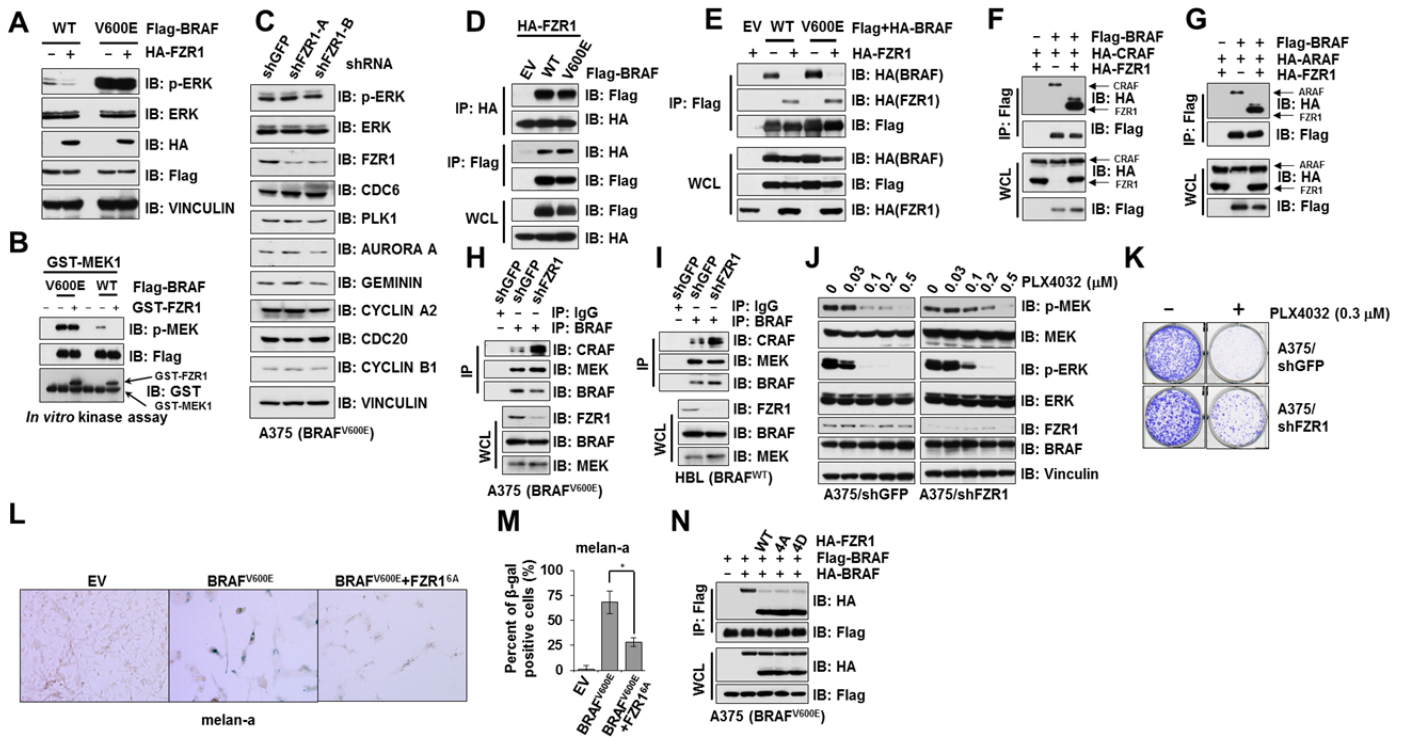 A
WT V600E Flag-BRAF
− + − + HA-FZR1
IB: p-ERK
IB: ERK
IB: HA
IB: Flag
IB: VINCULIN
B
GST-MEK1
V600E WT Flag-BRAF
− − + − − + GST-FZR1
IB: p-MEK
IB: Flag
GST-FZR1
IB: GST
GST-MEK1
In vitro kinase assay
C
shGFP shFZR1-A shFZR1-B shRNA
IB: p-ERK
IB: ERK
IB: FZR1
IB: CDC6
IB: PLK1
IB: AURORA A
IB: GEMININ
IB: CYCLIN A2
IB: CDC20
IB: CYCLIN B1
IB: VINCULIN
A375 (BRAFV600E)
D
HA-FZR1
EV WT V600E Flag-BRAF
IP: HA
IB: Flag
IB: HA
IP: Flag
IB: HA
IB: Flag
WCL
IB: Flag
IB: HA
E
EV WT V600E Flag+HA-BRAF
+ − + − + HA-FZR1
IP: Flag
IB: HA(BRAF)
IB: HA(FZR1)
IB: Flag
WCL
IB: HA(BRAF)
IB: Flag
IB: HA(FZR1)
F
− + + Flag-BRAF
+ + + HA-CRAF
+ − + HA-FZR1
IP: Flag
CRAF
IB: HA
FZR1
IB: Flag
WCL
CRAF
IB: HA
FZR1
IB: Flag
G
− + + Flag-BRAF
+ + + HA-ARAF
+ − + HA-FZR1
IP: Flag
ARAF
IB: HA
FZR1
IB: Flag
WCL
ARAF
IB: HA
FZR1
IB: Flag
H
shGFP shGFP shFZR1
+ − − IP: IgG
− + + IP: BRAF
IP
IB: CRAF
IB: MEK
IB: BRAF
WCL
IB: FZR1
IB: BRAF
IB: MEK
A375 (BRAFV600E)
I
shGFP shGFP shFZR1
+ − − IP: IgG
− + + IP: BRAF
IP
IB: CRAF
IB: MEK
IB: BRAF
WCL
IB: FZR1
IB: BRAF
IB: MEK
HBL (BRAFWT)
J
0 0.03 0.1 0.2 0.5 0 0.03 0.1 0.2 0.5 PLX4032 (μM)
IB: p-MEK
IB: MEK
IB: p-ERK
IB: ERK
IB: FZR1
IB: BRAF
IB: Vinculin
A375/shGFP A375/shFZR1
K
− + PLX4032 (0.3 μM)
A375/
shGFP
A375/
shFZR1
L
EV BRAFV600E BRAFV600E+FZR16A
melan-a
M
melan-a
Percent of β-gal
positive cells (%)
100
75
50
25
0
*
EV
BRAFV600E
BRAFV600E
+FZR16A
N
WT 4A 4D HA-FZR1
+ + + + + Flag-BRAF
− + + + + HA-BRAF
IP: Flag
IB: HA
IB: Flag
WCL
IB: HA
IB: Flag
A375 (BRAFV600E)